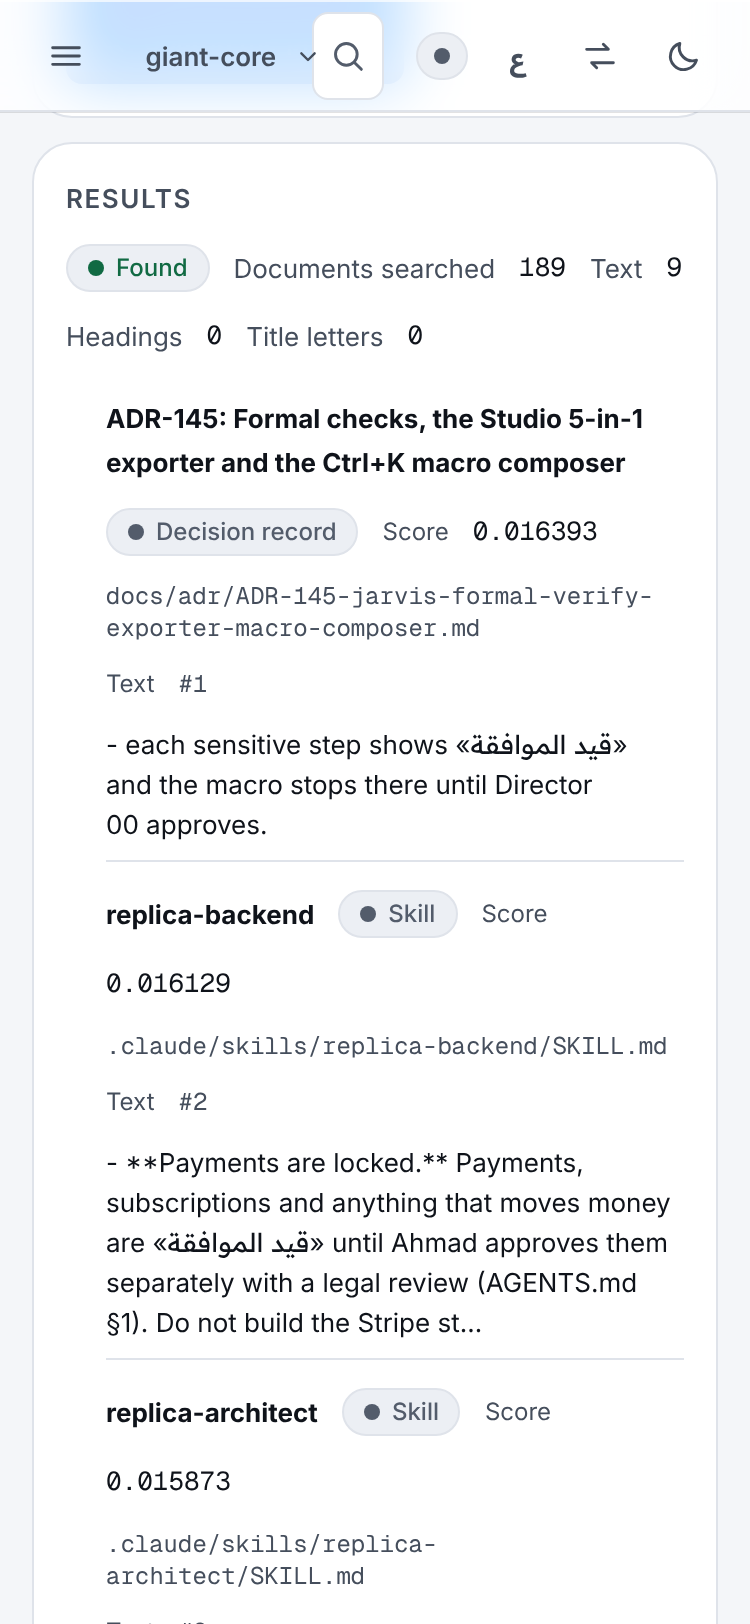 giant-core
ع
RESULTS
Found Documents searched 189 Text 9
Headings 0 Title letters 0
ADR-145: Formal checks, the Studio 5-in-1
exporter and the Ctrl+K macro composer
Decision record Score 0.016393
docs/adr/ADR-145-jarvis-formal-verify-
exporter-macro-composer.md
Text #1
- each sensitive step shows «قيد الموافقة»
and the macro stops there until Director
00 approves.
replica-backend Skill Score
0.016129
.claude/skills/replica-backend/SKILL.md
Text #2
- **Payments are locked.** Payments,
subscriptions and anything that moves money
are «قيد الموافقة» until Ahmad approves them
separately with a legal review (AGENTS.md
§1). Do not build the Stripe st...
replica-architect Skill Score
0.015873
.claude/skills/replica-
architect/SKILL.md